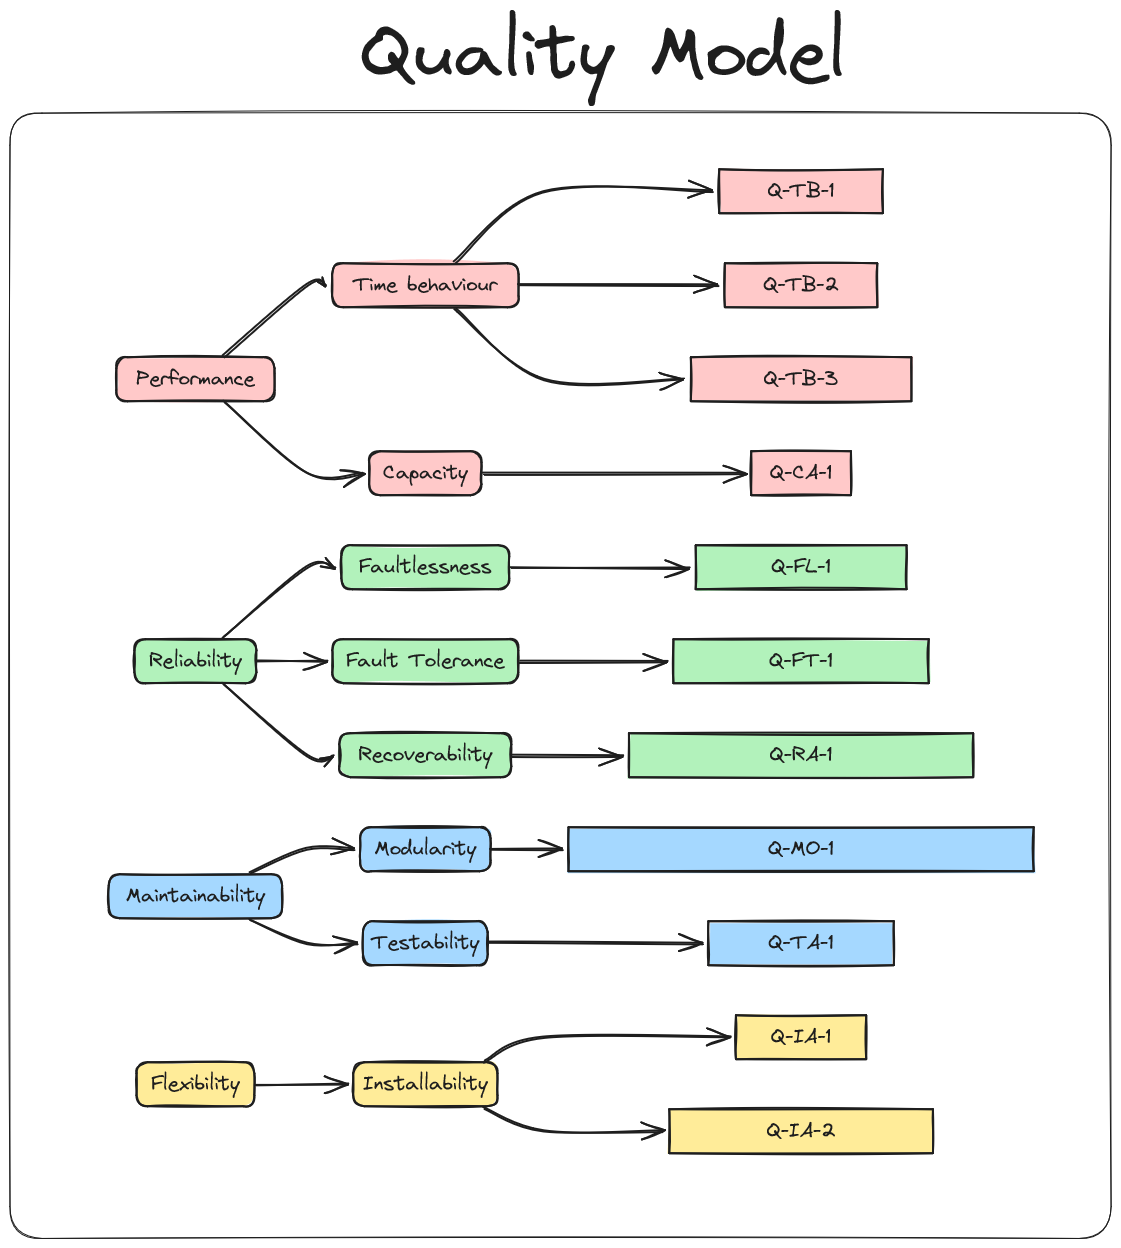 Quality Model
Q-TB-1
Time behaviour
Q-TB-2
Performance
Q-TB-3
Capacity
Q-CA-1
Faultlessness
Q-FL-1
Reliability
Fault Tolerance
Q-FT-1
Recoverability
Q-RA-1
Modularity
Q-MO-1
Maintainability
Testability
Q-TA-1
Q-IA-1
Flexibility
Installability
Q-IA-2